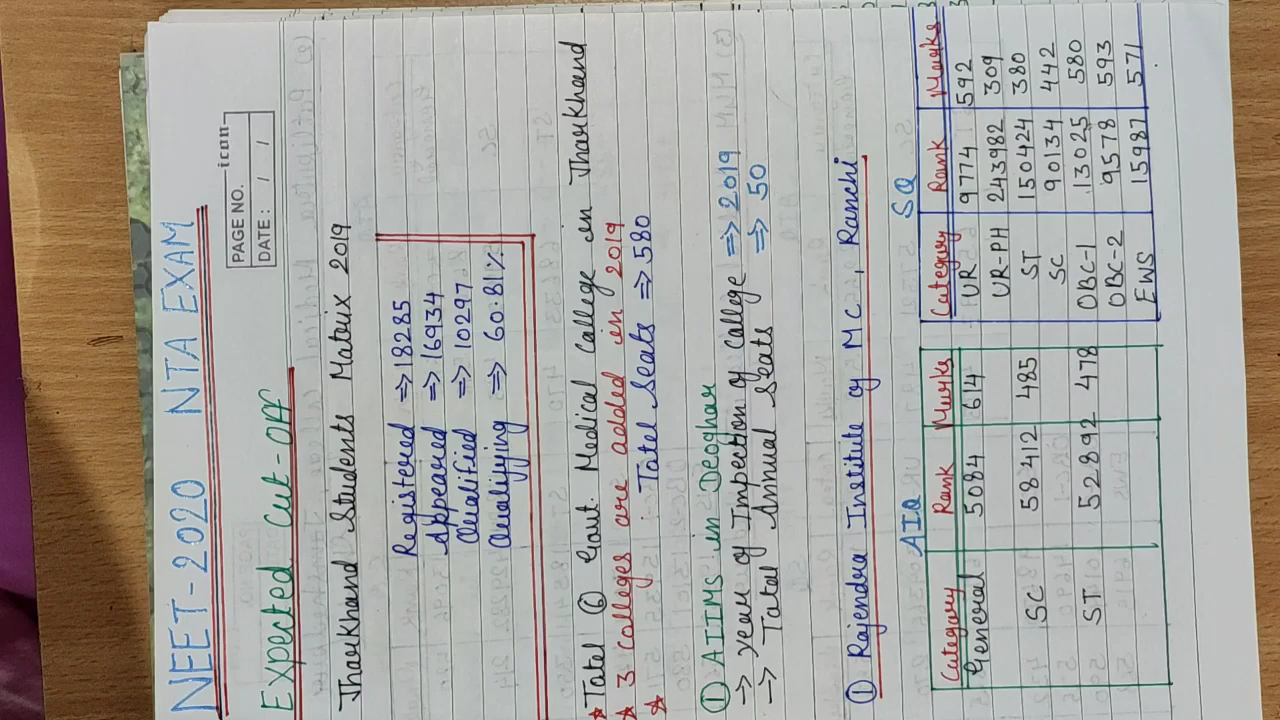 NEET-2020 NTA EXAM
PAGE NO.
DATE: / /
icon
Expected Cut-Off
Jharkhand Students Matrix 2019
Registered ⇒ 18285
Appeared ⇒ 16934
Qualified ⇒ 10297
Qualifying ⇒ 60.81%
★ Total ⑥ Govt. Medical College in Jharkhand
★ 3 colleges are added in 2019
★ Total Seats ⇒ 580
① AIIMS in Deoghar
→ year of Impection of College ⇒ 2019
→ Total Annual Seats ⇒ 50
① Rajendra Institute of MC, Ranchi
AIQ
Category Rank Marks
General 5084 614
SC 58412 485
ST 52892 478
SQ
Category Rank Marks
UR 9774 592
UR-PH 243982 309
ST 150424 380
SC 90134 442
OBC-1 13025 580
OBC-2 9578 593
EWS 15987 571